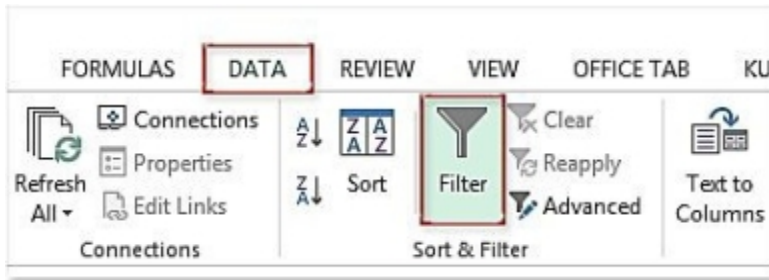 FORMULAS DATA REVIEW VIEW OFFICE TAB KU
Connections
Properties
Edit Links
Refresh
All
Connections
A
Z
Z
A
Z A
A Z
Sort
Filter
Clear
Reapply
Advanced
Sort & Filter
Text to
Columns